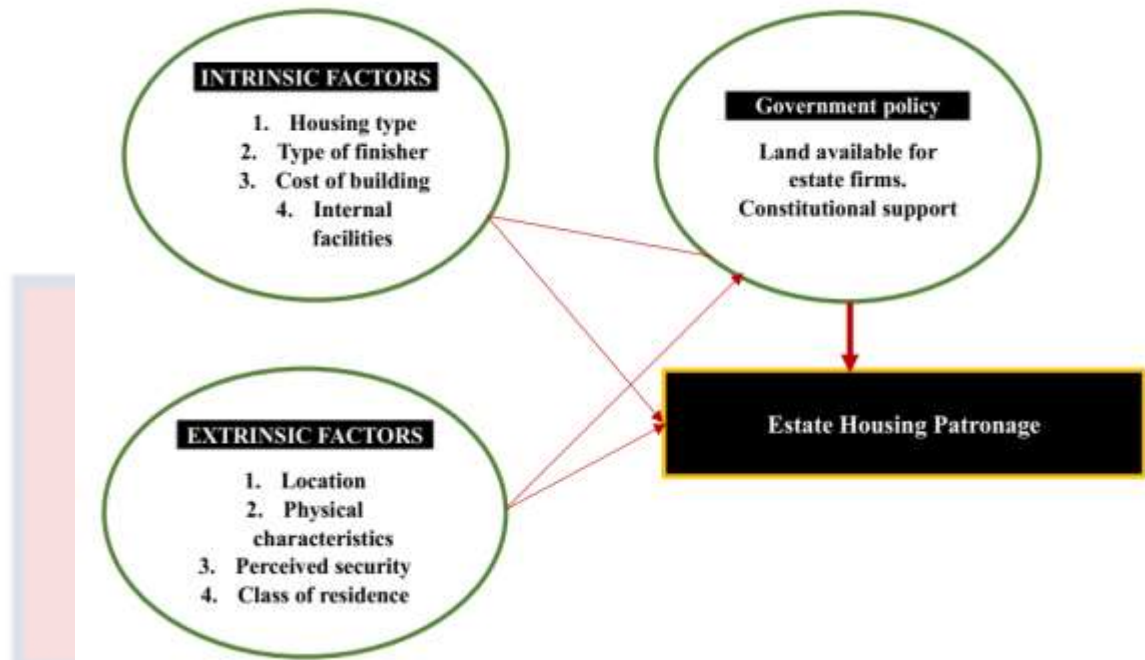 INTRINSIC FACTORS
1. Housing type
2. Type of finisher
3. Cost of building
4. Internal
facilities
Government policy
Land available for
estate firms.
Constitutional support
EXTRINSIC FACTORS
1. Location
2. Physical
characteristics
3. Perceived security
4. Class of residence
Estate Housing Patronage